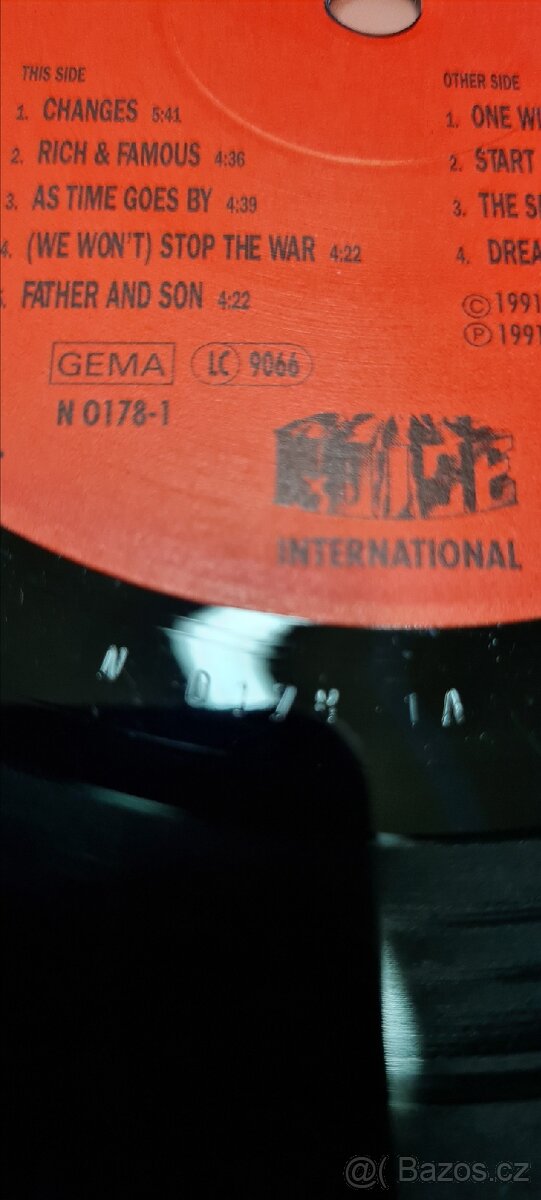 THIS SIDE
1. CHANGES 5:41
2. RICH & FAMOUS 4:36
3. AS TIME GOES BY 4:39
4. (WE WON'T) STOP THE WAR 4:22
FATHER AND SON 4:22
OTHER SIDE
1. ONE
2. START
3. THE
4.
© 1991
℗ 1991
GEMA LC 9066
N 0178-1
INTERNATIONAL
@( Bazos.cz